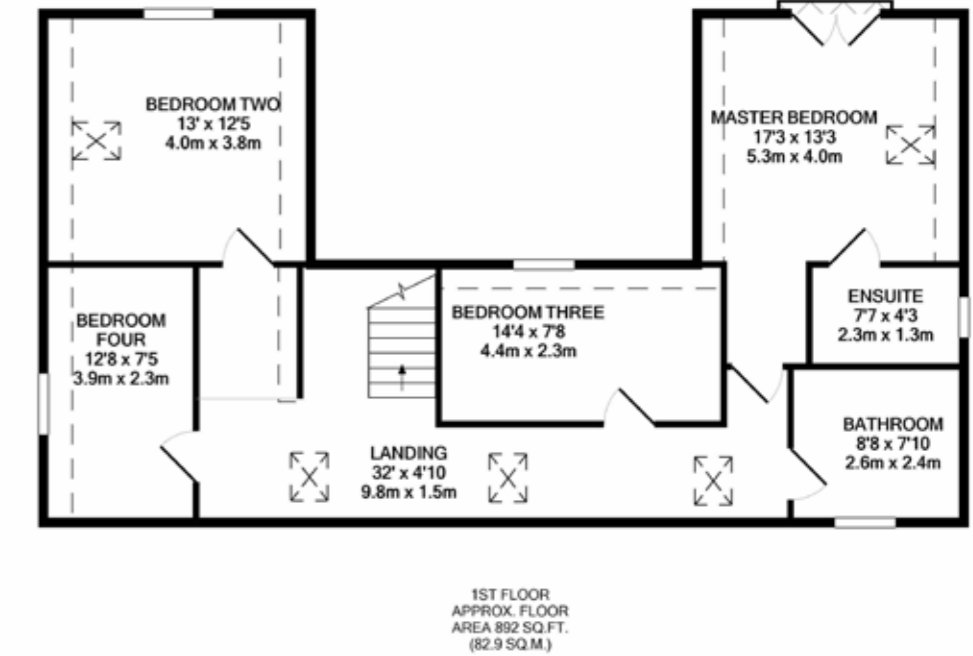 BEDROOM TWO
13' x 12'5
4.0m x 3.8m
MASTER BEDROOM
17'3 x 13'3
5.3m x 4.0m
BEDROOM
FOUR
12'8 x 7'5
3.9m x 2.3m
BEDROOM THREE
14'4 x 7'8
4.4m x 2.3m
ENSUITE
7'7 x 4'3
2.3m x 1.3m
LANDING
32' x 4'10
9.8m x 1.5m
BATHROOM
8'8 x 7'10
2.6m x 2.4m
1ST FLOOR
APPROX. FLOOR
AREA 892 SQ.FT.
(82.9 SQ.M.)